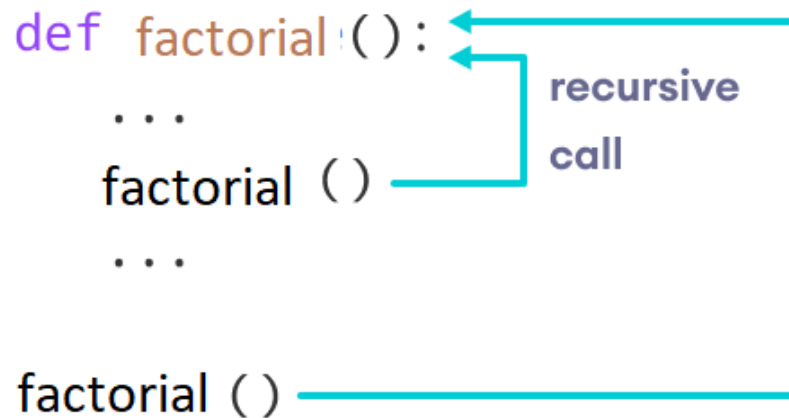 def factorial ():
recursive
...
call
factorial ()
...
factorial ()